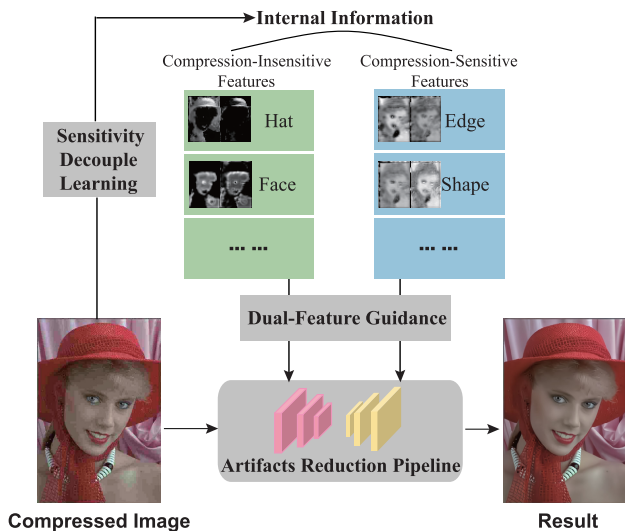 Internal Information
Compression-Insensitive
Features
Compression-Sensitive
Features
Sensitivity
Decouple
Learning
Hat
Edge
Face
Shape
... ...
... ...
Dual-Feature Guidance
Artifacts Reduction Pipeline
Compressed Image
Result